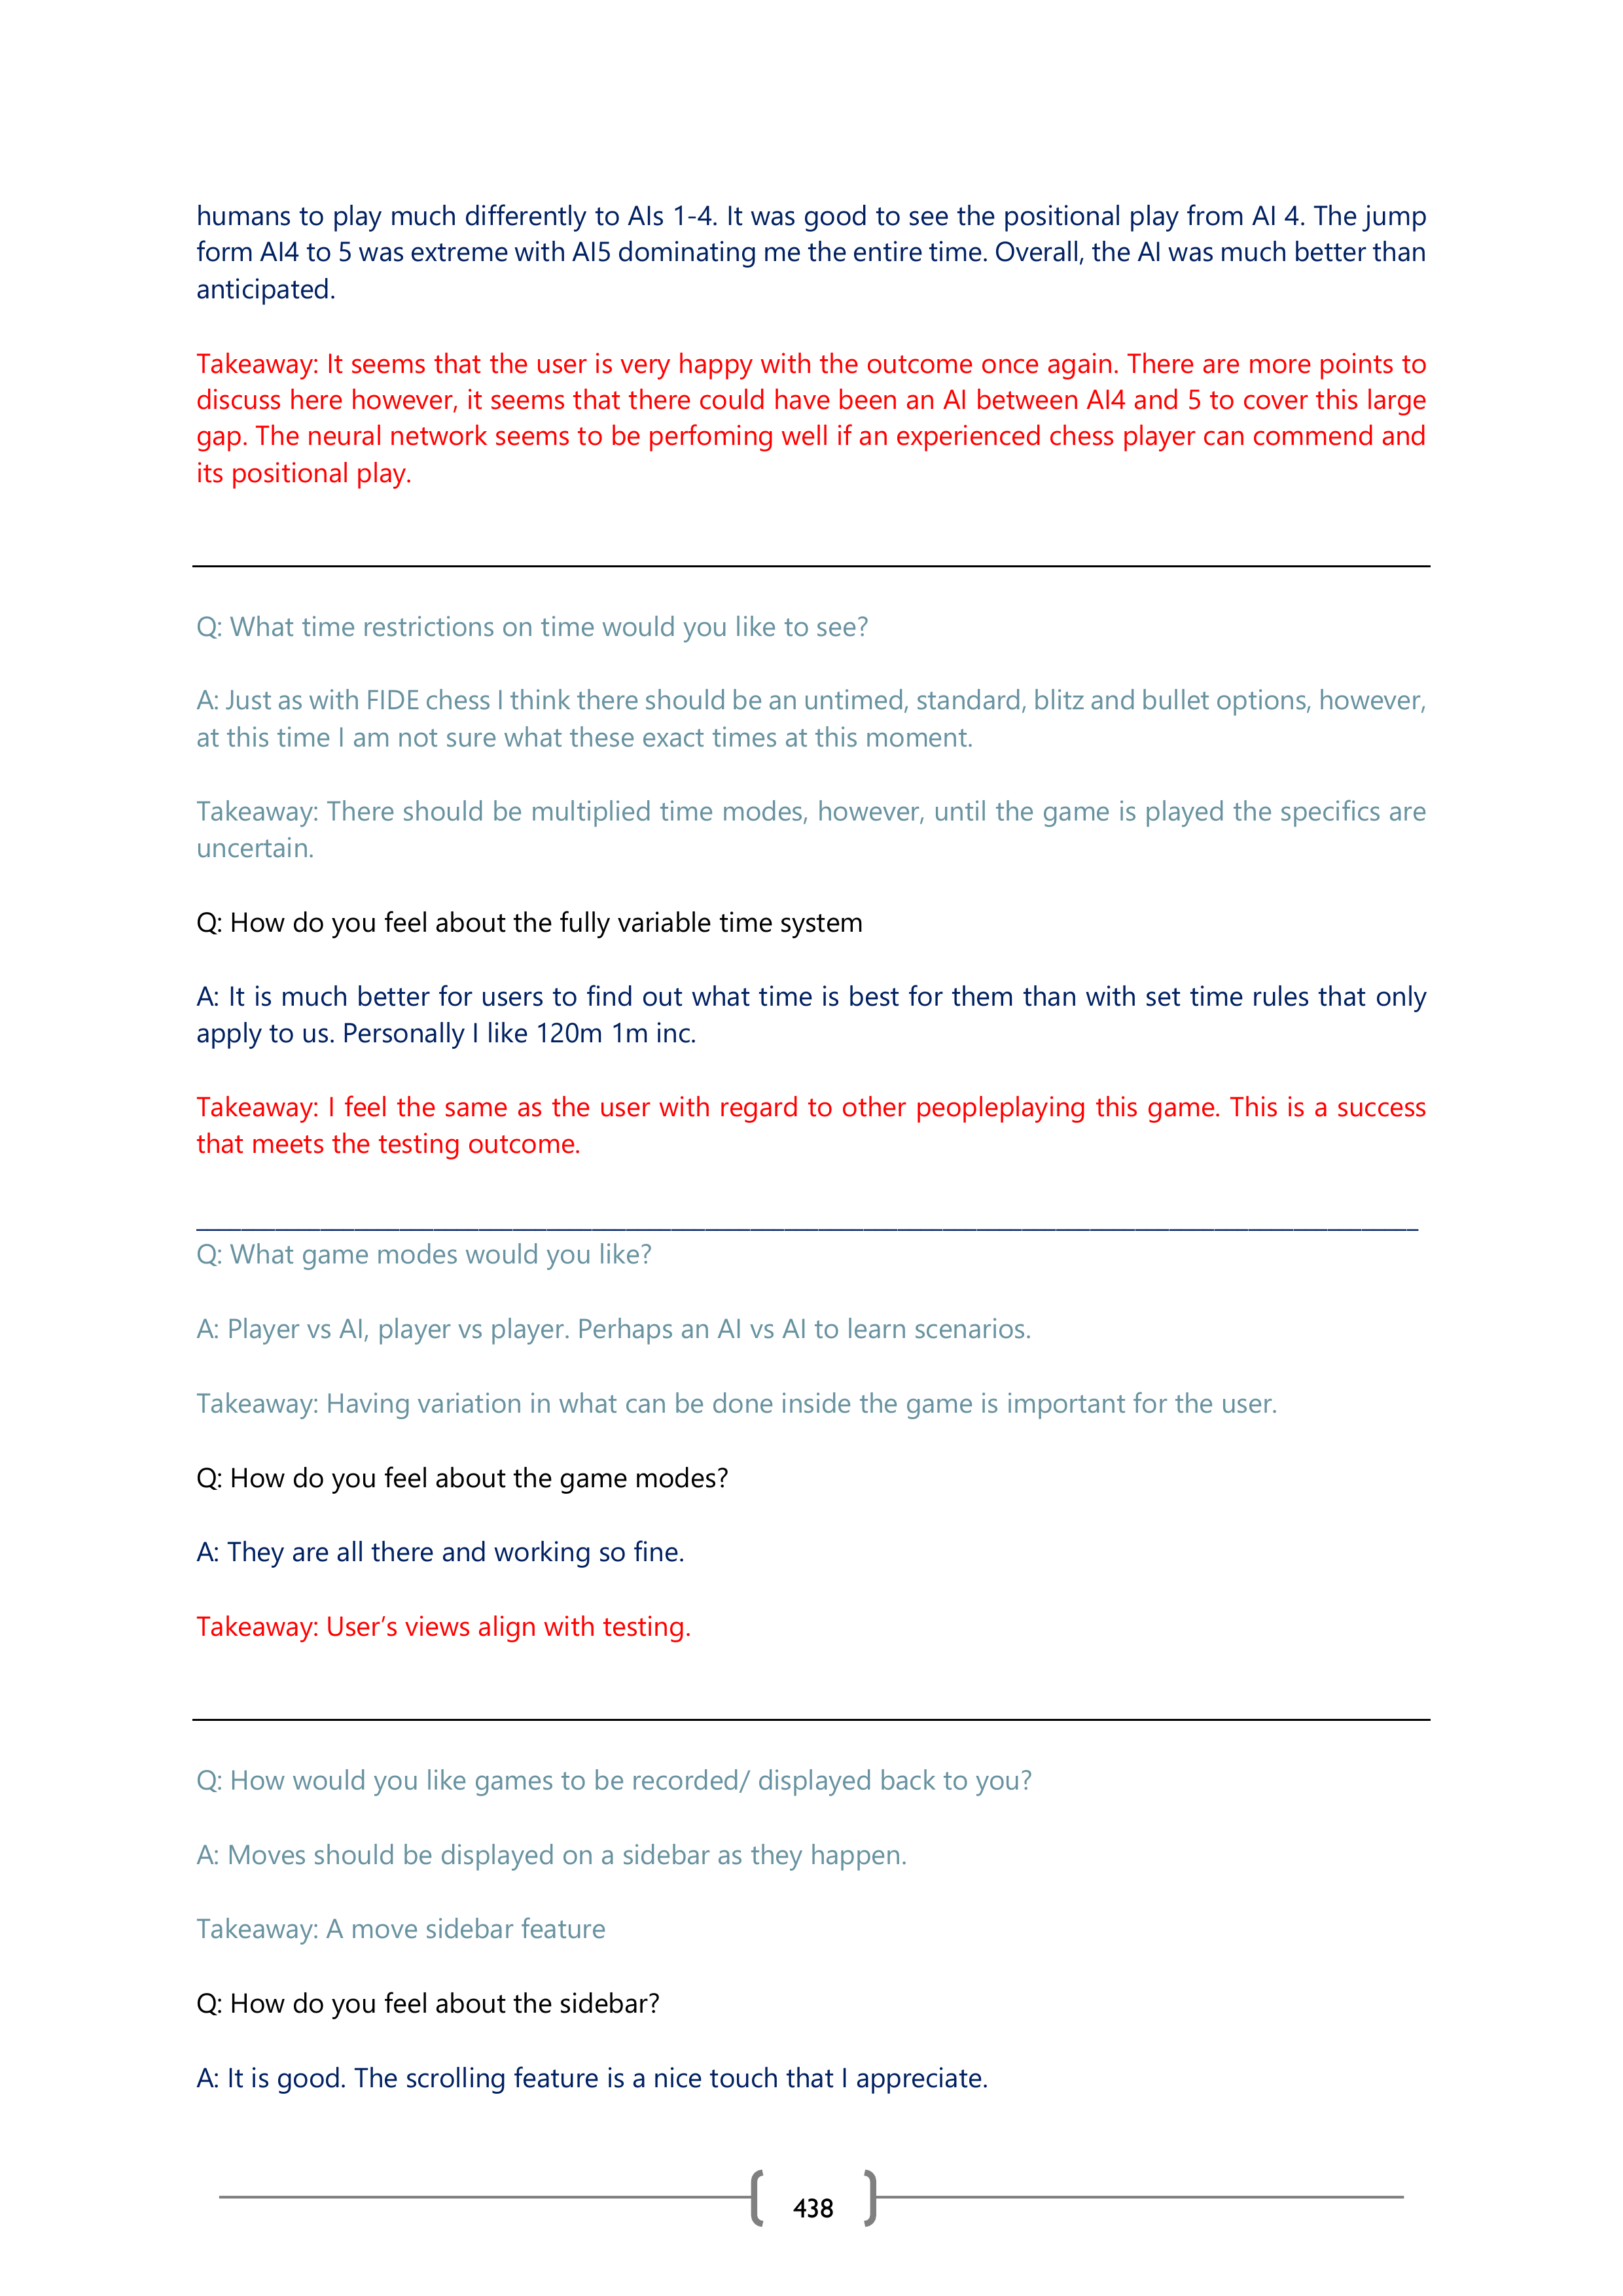 humans to play much differently to AIs 1-4. It was good to see the positional play from AI 4. The jump
form AI4 to 5 was extreme with AI5 dominating me the entire time. Overall, the AI was much better than
anticipated.
Takeaway: It seems that the user is very happy with the outcome once again. There are more points to
discuss here however, it seems that there could have been an AI between AI4 and 5 to cover this large
gap. The neural network seems to be perfoming well if an experienced chess player can commend and
its positional play.
Q: What time restrictions on time would you like to see?
A: Just as with FIDE chess I think there should be an untimed, standard, blitz and bullet options, however,
at this time I am not sure what these exact times at this moment.
Takeaway: There should be multiplied time modes, however, until the game is played the specifics are
uncertain.
Q: How do you feel about the fully variable time system
A: It is much better for users to find out what time is best for them than with set time rules that only
apply to us. Personally I like 120m 1m inc.
Takeaway: I feel the same as the user with regard to other peopleplaying this game. This is a success
that meets the testing outcome.
Q: What game modes would you like?
A: Player vs AI, player vs player. Perhaps an AI vs AI to learn scenarios.
Takeaway: Having variation in what can be done inside the game is important for the user.
Q: How do you feel about the game modes?
A: They are all there and working so fine.
Takeaway: User’s views align with testing.
Q: How would you like games to be recorded/ displayed back to you?
A: Moves should be displayed on a sidebar as they happen.
Takeaway: A move sidebar feature
Q: How do you feel about the sidebar?
A: It is good. The scrolling feature is a nice touch that I appreciate.
438